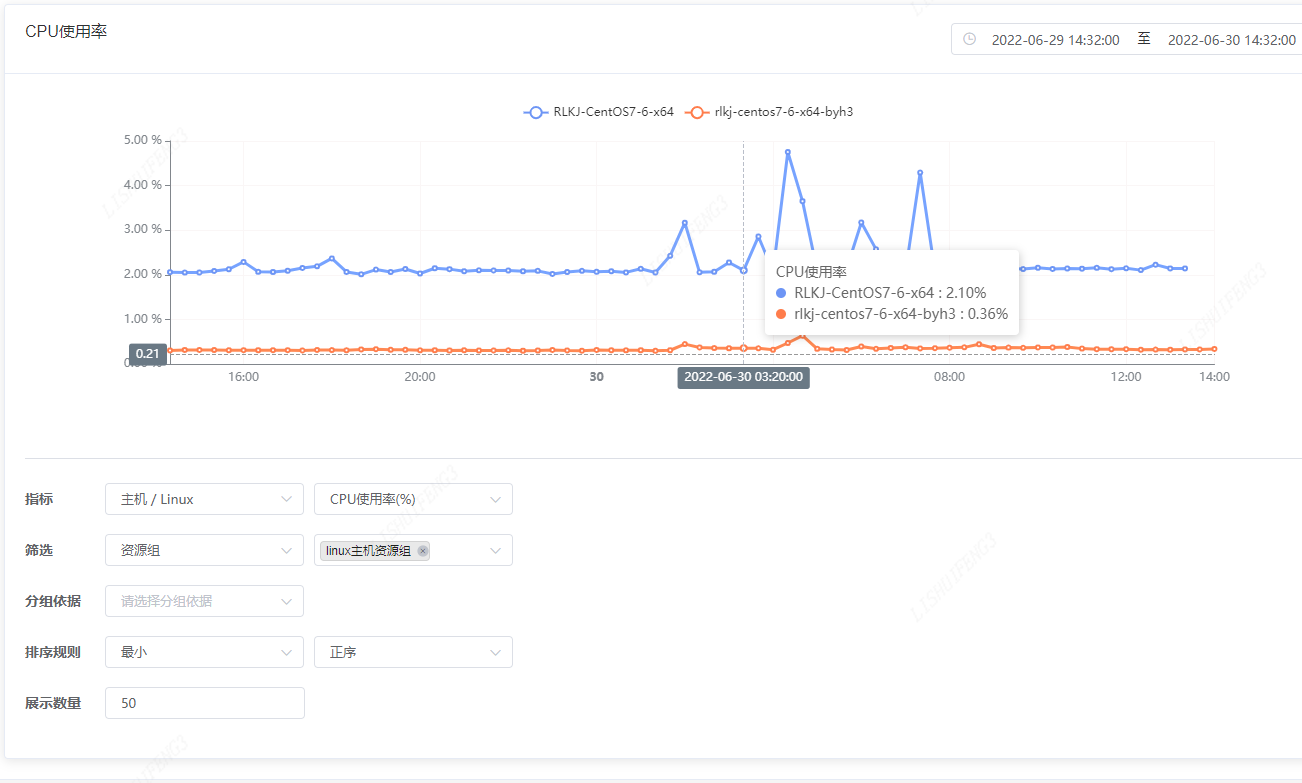 CPU使用率
2022-06-29 14:32:00 至 2022-06-30 14:32:00
RLKJ-CentOS7-6-x64 rlkj-centos7-6-x64-byh3
5.00 %
4.00 %
3.00 %
2.00 %
1.00 %
0.21
CPU使用率
RLKJ-CentOS7-6-x64 : 2.10%
rlkj-centos7-6-x64-byh3 : 0.36%
16:00 20:00 30 2022-06-30 03:20:00 08:00 12:00 14:00
指标 主机 / Linux CPU使用率(%)
筛选 资源组 linux主机资源组
分组依据 请选择分组依据
排序规则 最小 正序
展示数量 50
LISHUIFENG3